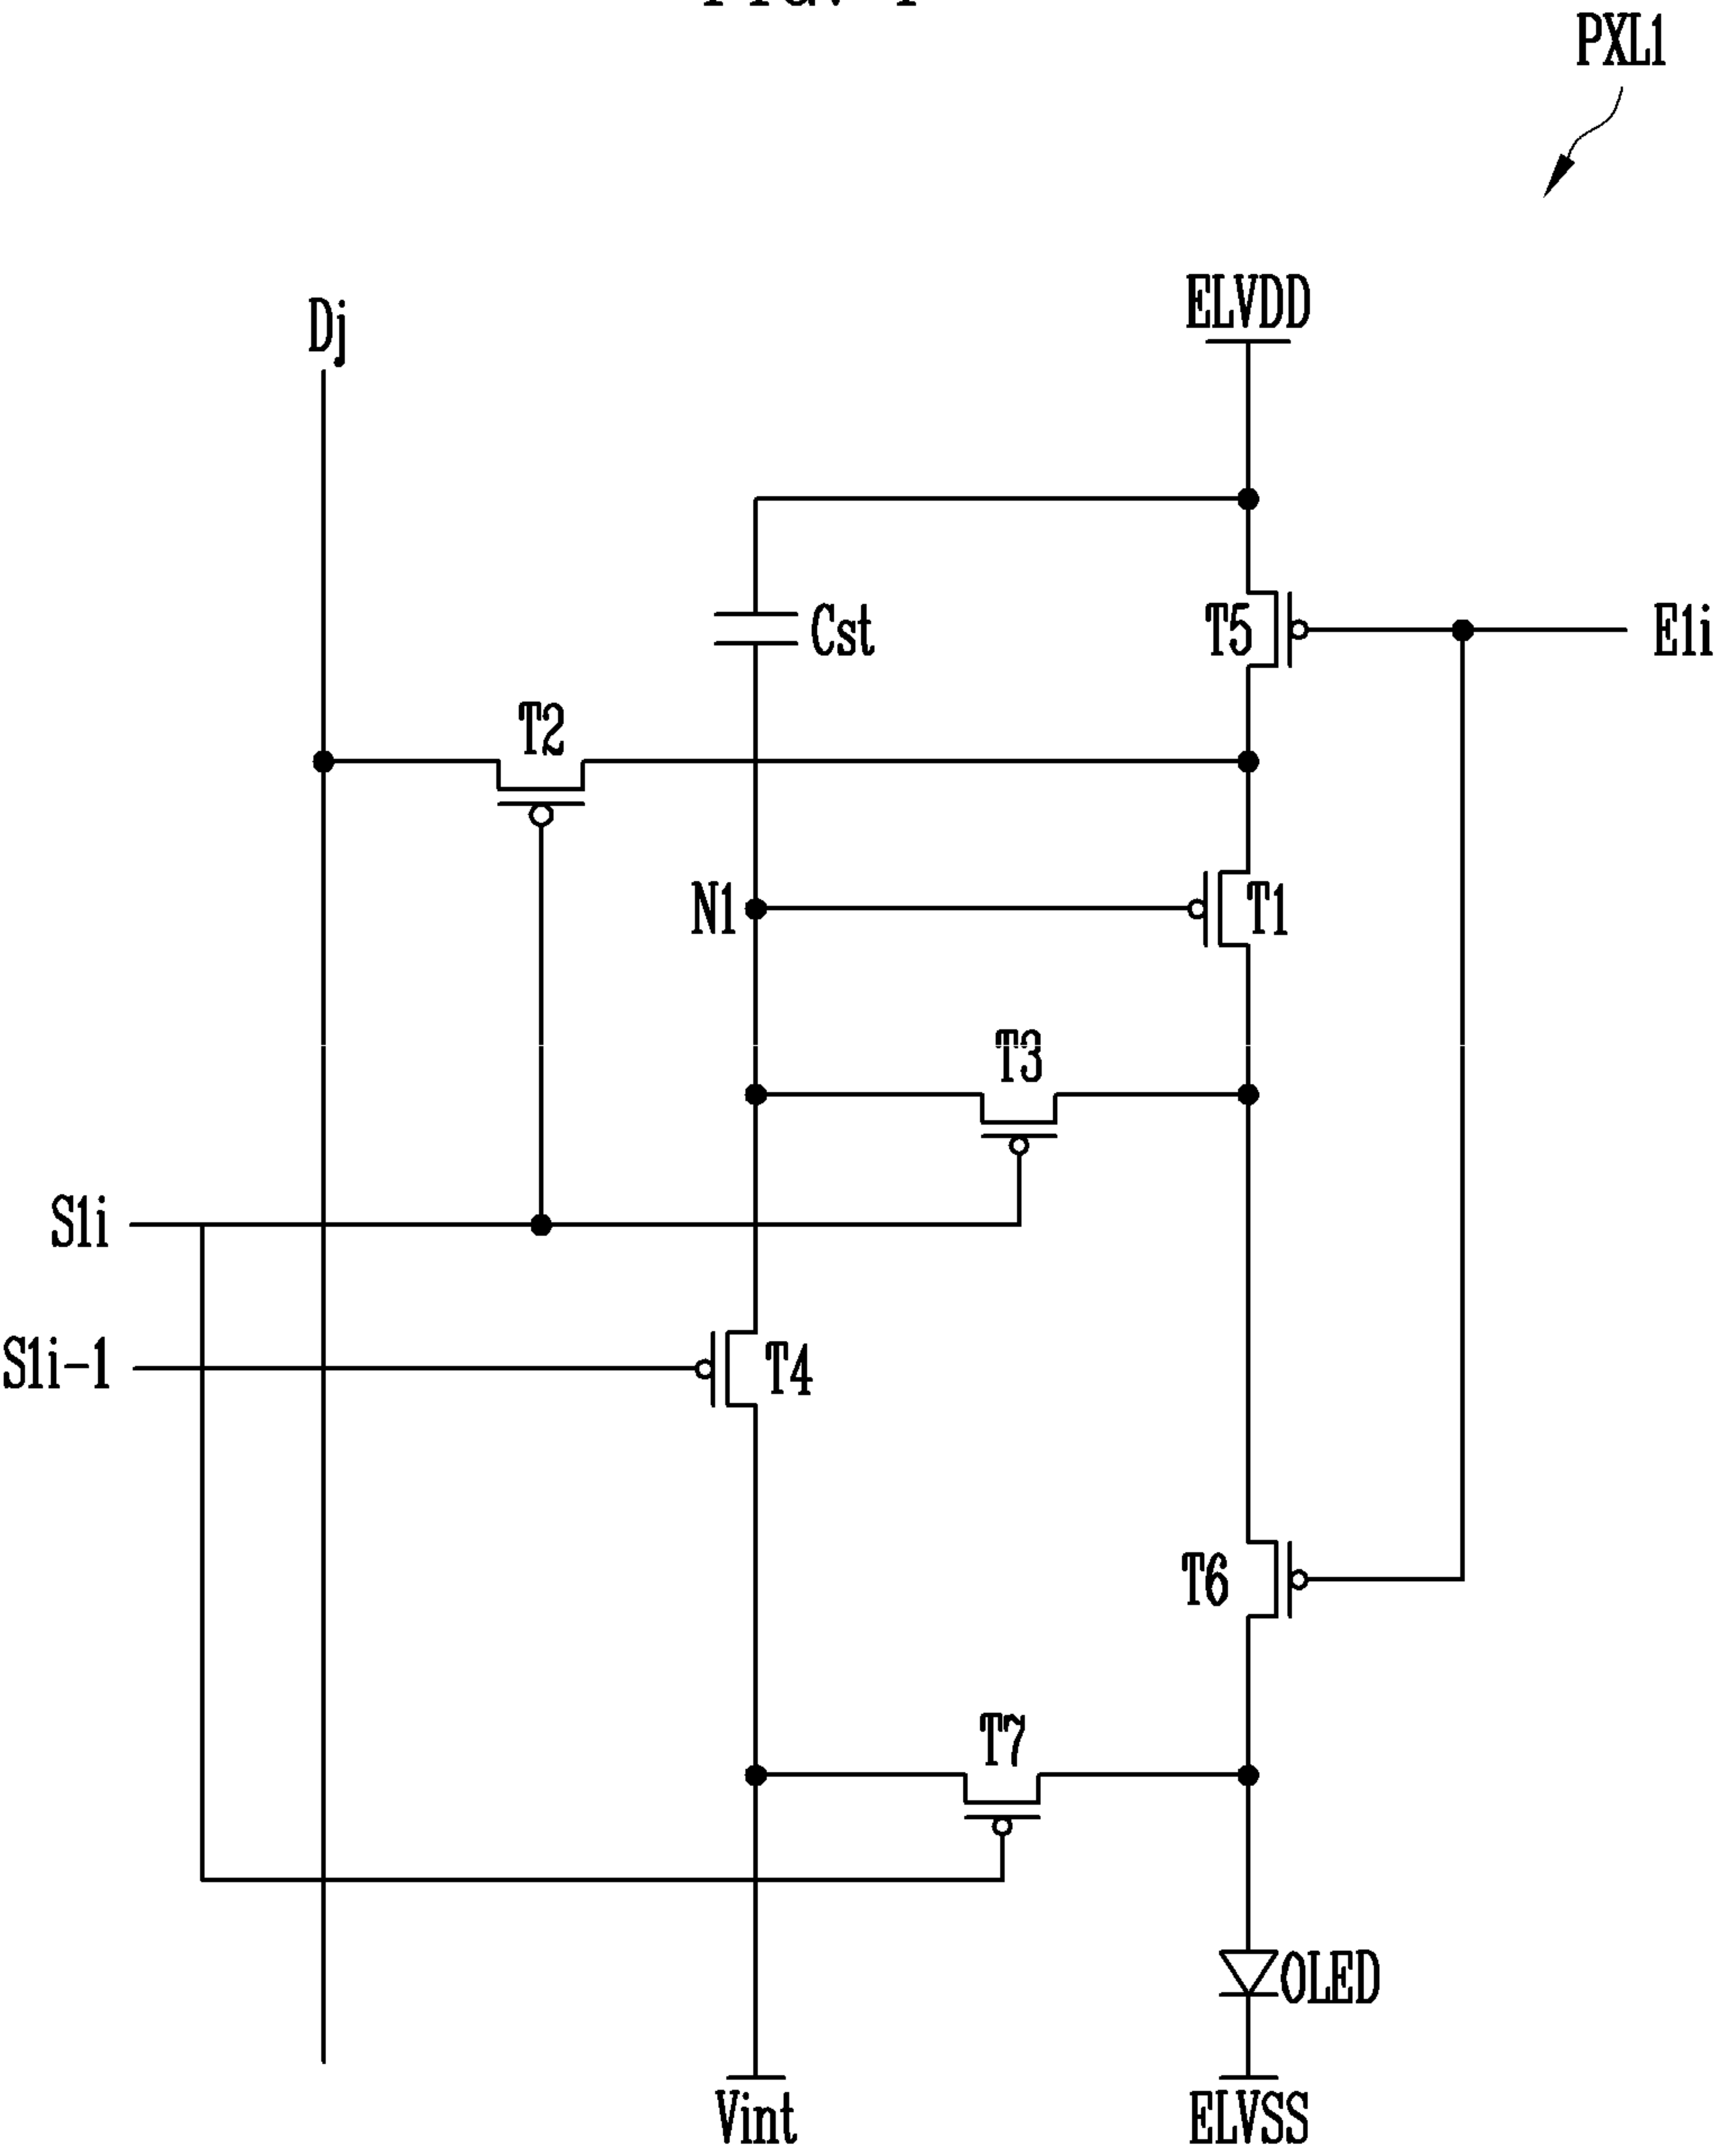 PXL1
ELVDD
Dj
Cst
T5
E1i
T2
N1
T1
T3
S1i
S1i-1
T4
T6
T7
OLED
Vint
ELVSS